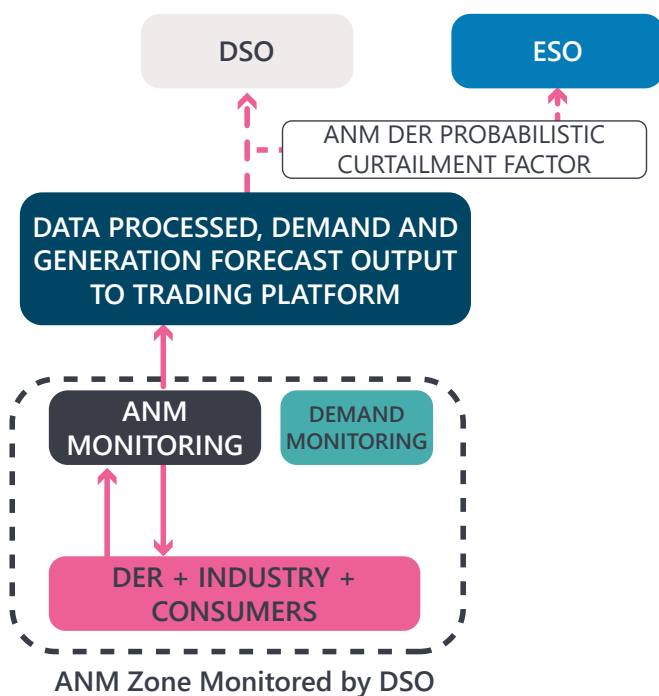 DSO
ESO
ANM DER PROBABILISTIC
CURTAILMENT FACTOR
DATA PROCESSED, DEMAND AND
GENERATION FORECAST OUTPUT
TO TRADING PLATFORM
ANM
MONITORING
DEMAND
MONITORING
DER + INDUSTRY +
CONSUMERS
ANM Zone Monitored by DSO